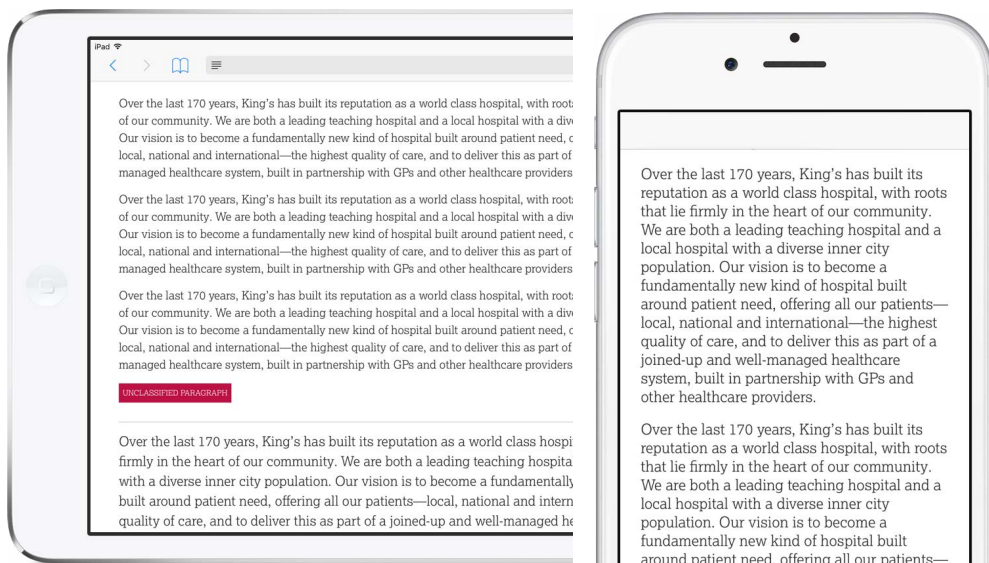 iPad
Over the last 170 years, King's has built its reputation as a world class hospital, with roots
of our community. We are both a leading teaching hospital and a local hospital with a dive
Our vision is to become a fundamentally new kind of hospital built around patient need, o
local, national and international—the highest quality of care, and to deliver this as part of
managed healthcare system, built in partnership with GPs and other healthcare providers
Over the last 170 years, King's has built its reputation as a world class hospital, with roots
of our community. We are both a leading teaching hospital and a local hospital with a dive
Our vision is to become a fundamentally new kind of hospital built around patient need, o
local, national and international—the highest quality of care, and to deliver this as part of
managed healthcare system, built in partnership with GPs and other healthcare providers
Over the last 170 years, King's has built its reputation as a world class hospital, with roots
of our community. We are both a leading teaching hospital and a local hospital with a dive
Our vision is to become a fundamentally new kind of hospital built around patient need, o
local, national and international—the highest quality of care, and to deliver this as part of
managed healthcare system, built in partnership with GPs and other healthcare providers
UNCLASSIFIED PARAGRAPH
Over the last 170 years, King's has built its reputation as a world class hospi
firmly in the heart of our community. We are both a leading teaching hospita
with a diverse inner city population. Our vision is to become a fundamentally
built around patient need, offering all our patients—local, national and intern
quality of care, and to deliver this as part of a joined-up and well-managed he
Over the last 170 years, King's has built its
reputation as a world class hospital, with roots
that lie firmly in the heart of our community.
We are both a leading teaching hospital and a
local hospital with a diverse inner city
population. Our vision is to become a
fundamentally new kind of hospital built
around patient need, offering all our patients—
local, national and international—the highest
quality of care, and to deliver this as part of a
joined-up and well-managed healthcare
system, built in partnership with GPs and
other healthcare providers.
Over the last 170 years, King's has built its
reputation as a world class hospital, with roots
that lie firmly in the heart of our community.
We are both a leading teaching hospital and a
local hospital with a diverse inner city
population. Our vision is to become a
fundamentally new kind of hospital built
around patient need, offering all our patients—